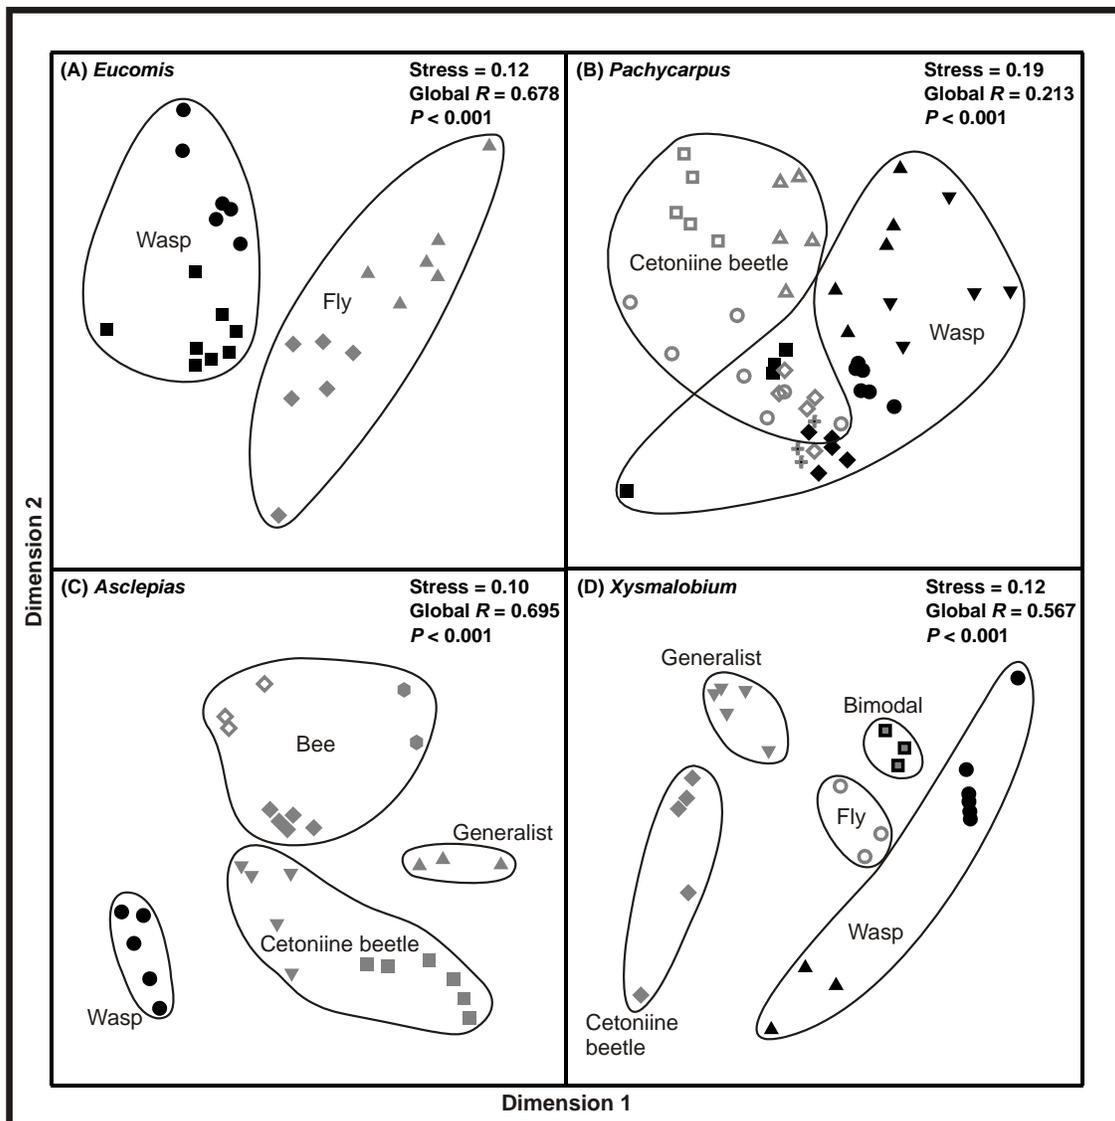 (A) Eucomis
Stress = 0.12
Global R = 0.678
P < 0.001
Wasp
Fly
(B) Pachycarpus
Stress = 0.19
Global R = 0.213
P < 0.001
Cetoniine beetle
Wasp
(C) Asclepias
Stress = 0.10
Global R = 0.695
P < 0.001
Bee
Generalist
Cetoniine beetle
Wasp
(D) Xysmalobium
Stress = 0.12
Global R = 0.567
P < 0.001
Generalist
Bimodal
Fly
Wasp
Cetoniine
beetle
Dimension 2
Dimension 1